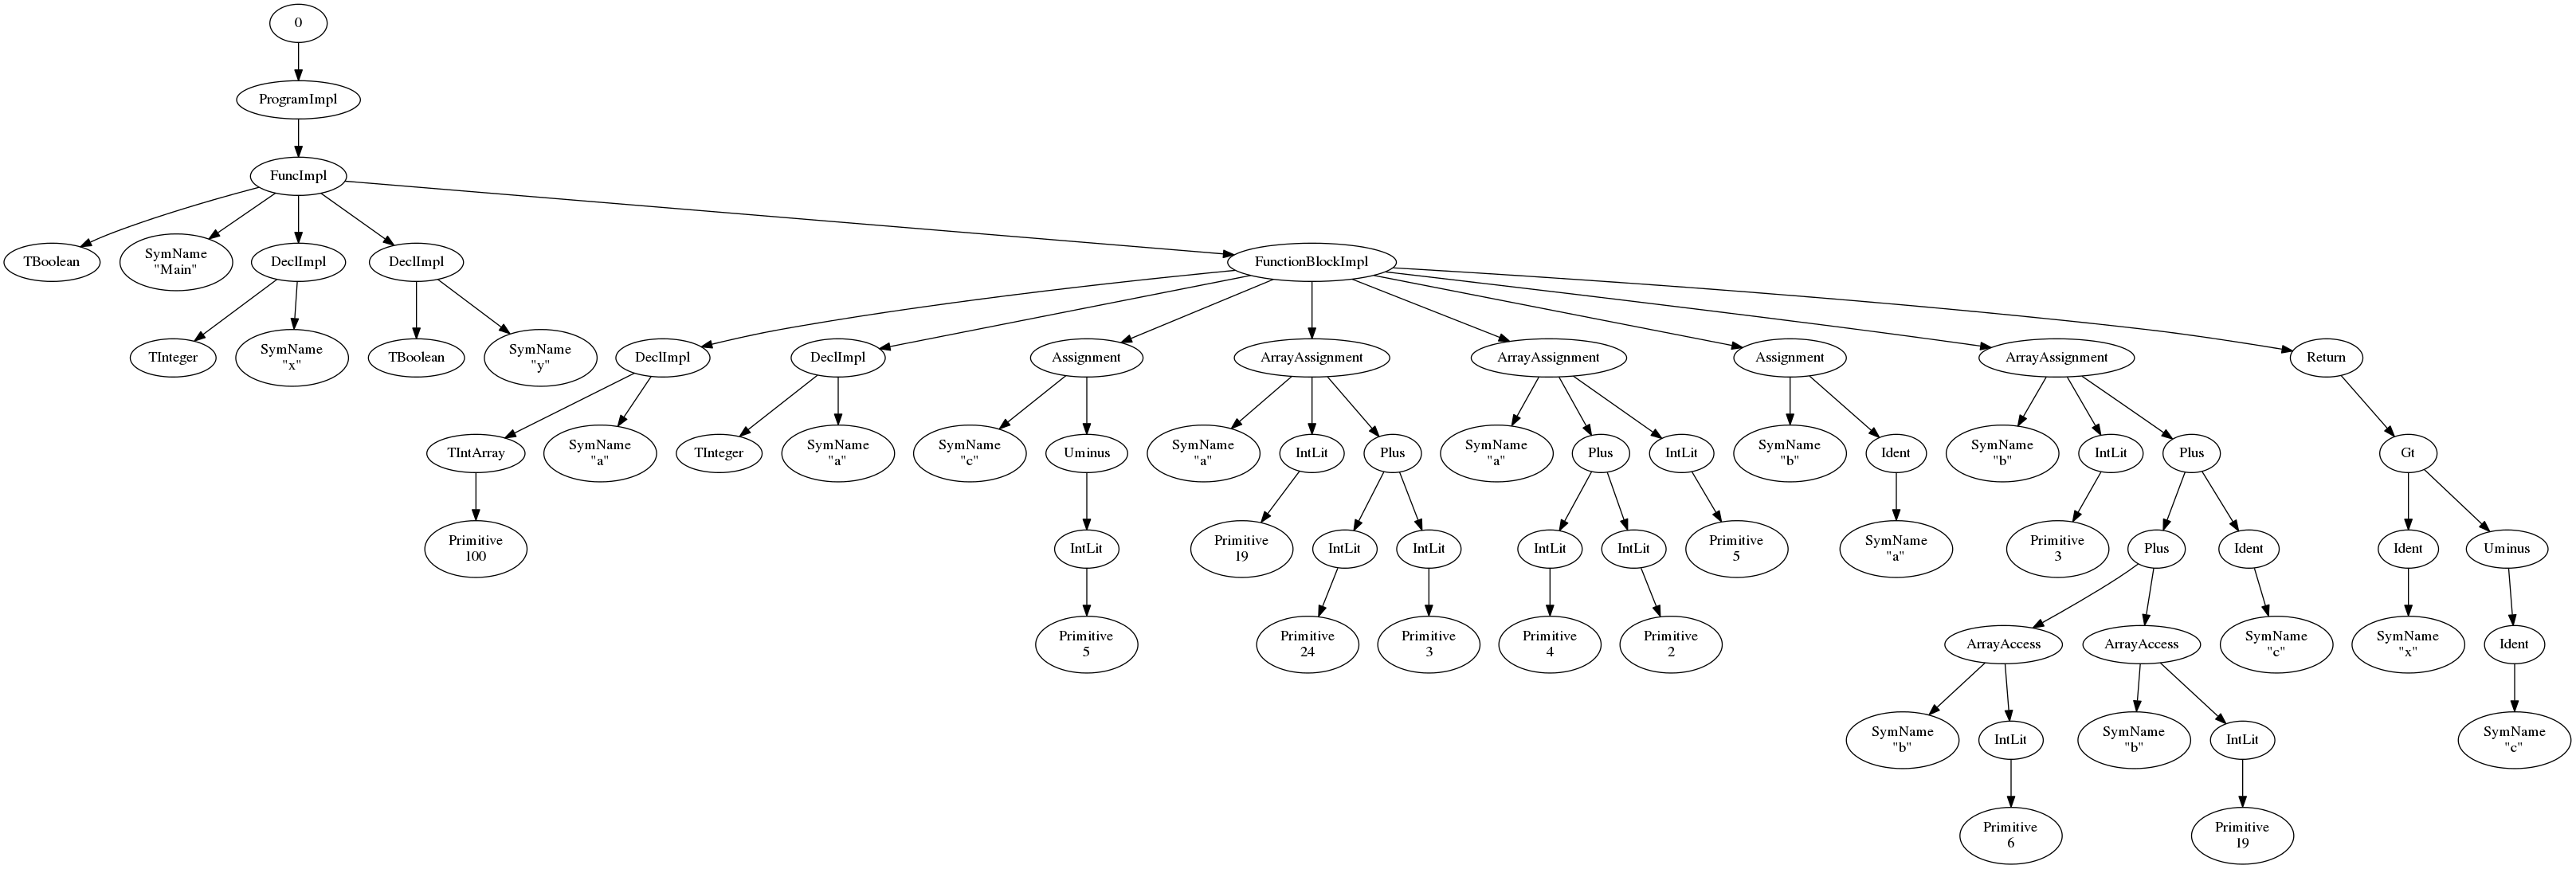 0
ProgramImpl
FuncImpl
TBoolean
SymName
"Main"
DeclImpl
DeclImpl
FunctionBlockImpl
TInteger
SymName
"x"
TBoolean
SymName
"y"
DeclImpl
DeclImpl
Assignment
ArrayAssignment
ArrayAssignment
Assignment
ArrayAssignment
Return
TIntArray
SymName
"a"
TInteger
SymName
"a"
SymName
"c"
Uminus
SymName
"a"
IntLit
Plus
SymName
"a"
Plus
IntLit
SymName
"b"
Ident
SymName
"b"
IntLit
Plus
Gt
Primitive
100
IntLit
Primitive
19
IntLit
IntLit
IntLit
IntLit
Primitive
5
SymName
"a"
Primitive
3
Plus
Ident
Ident
Uminus
Primitive
5
Primitive
24
Primitive
3
Primitive
4
Primitive
2
ArrayAccess
ArrayAccess
SymName
"c"
SymName
"x"
Ident
SymName
"b"
IntLit
SymName
"b"
IntLit
SymName
"c"
Primitive
6
Primitive
19